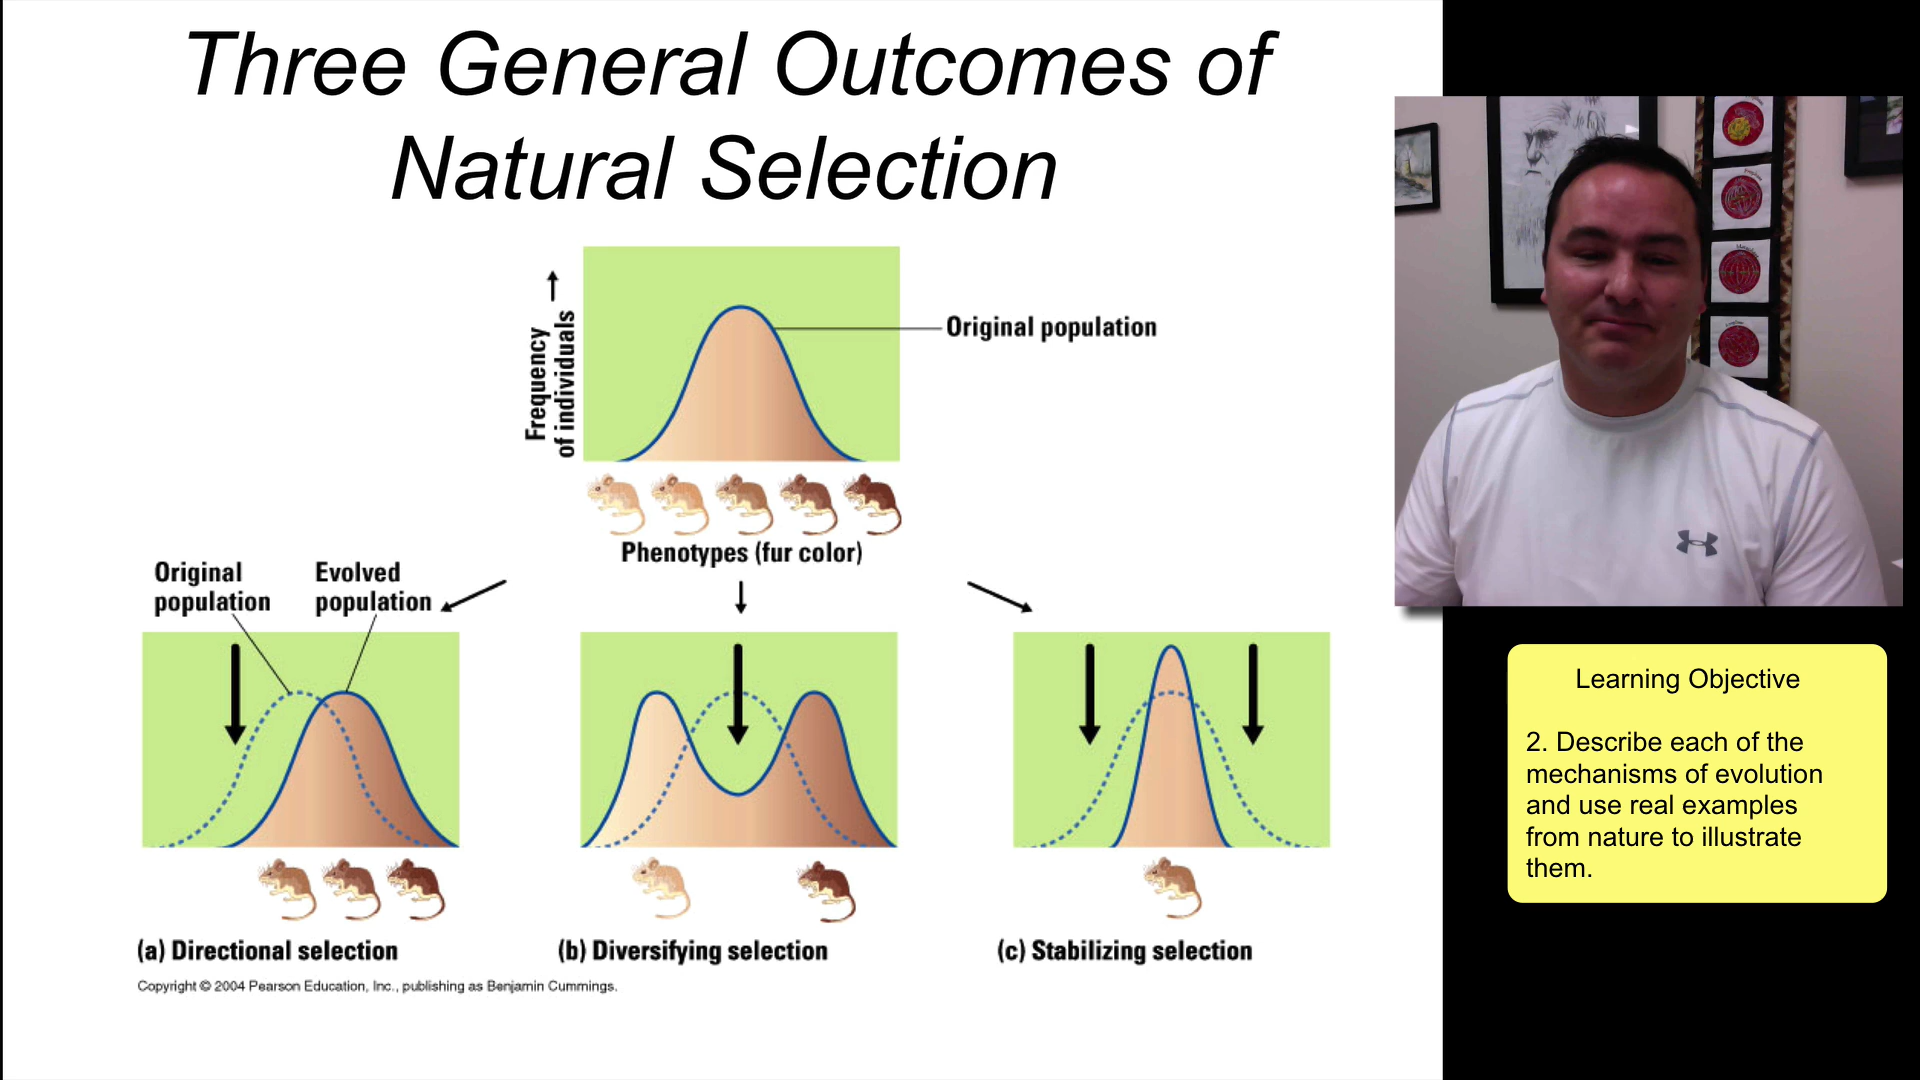 Three General Outcomes of
Natural Selection
Frequency
of individuals
Original population
Phenotypes (fur color)
Original
population
Evolved
population
(a) Directional selection
(b) Diversifying selection
(c) Stabilizing selection
Copyright © 2004 Pearson Education, Inc., publishing as Benjamin Cummings.
Learning Objective
2. Describe each of the
mechanisms of evolution
and use real examples
from nature to illustrate
them.